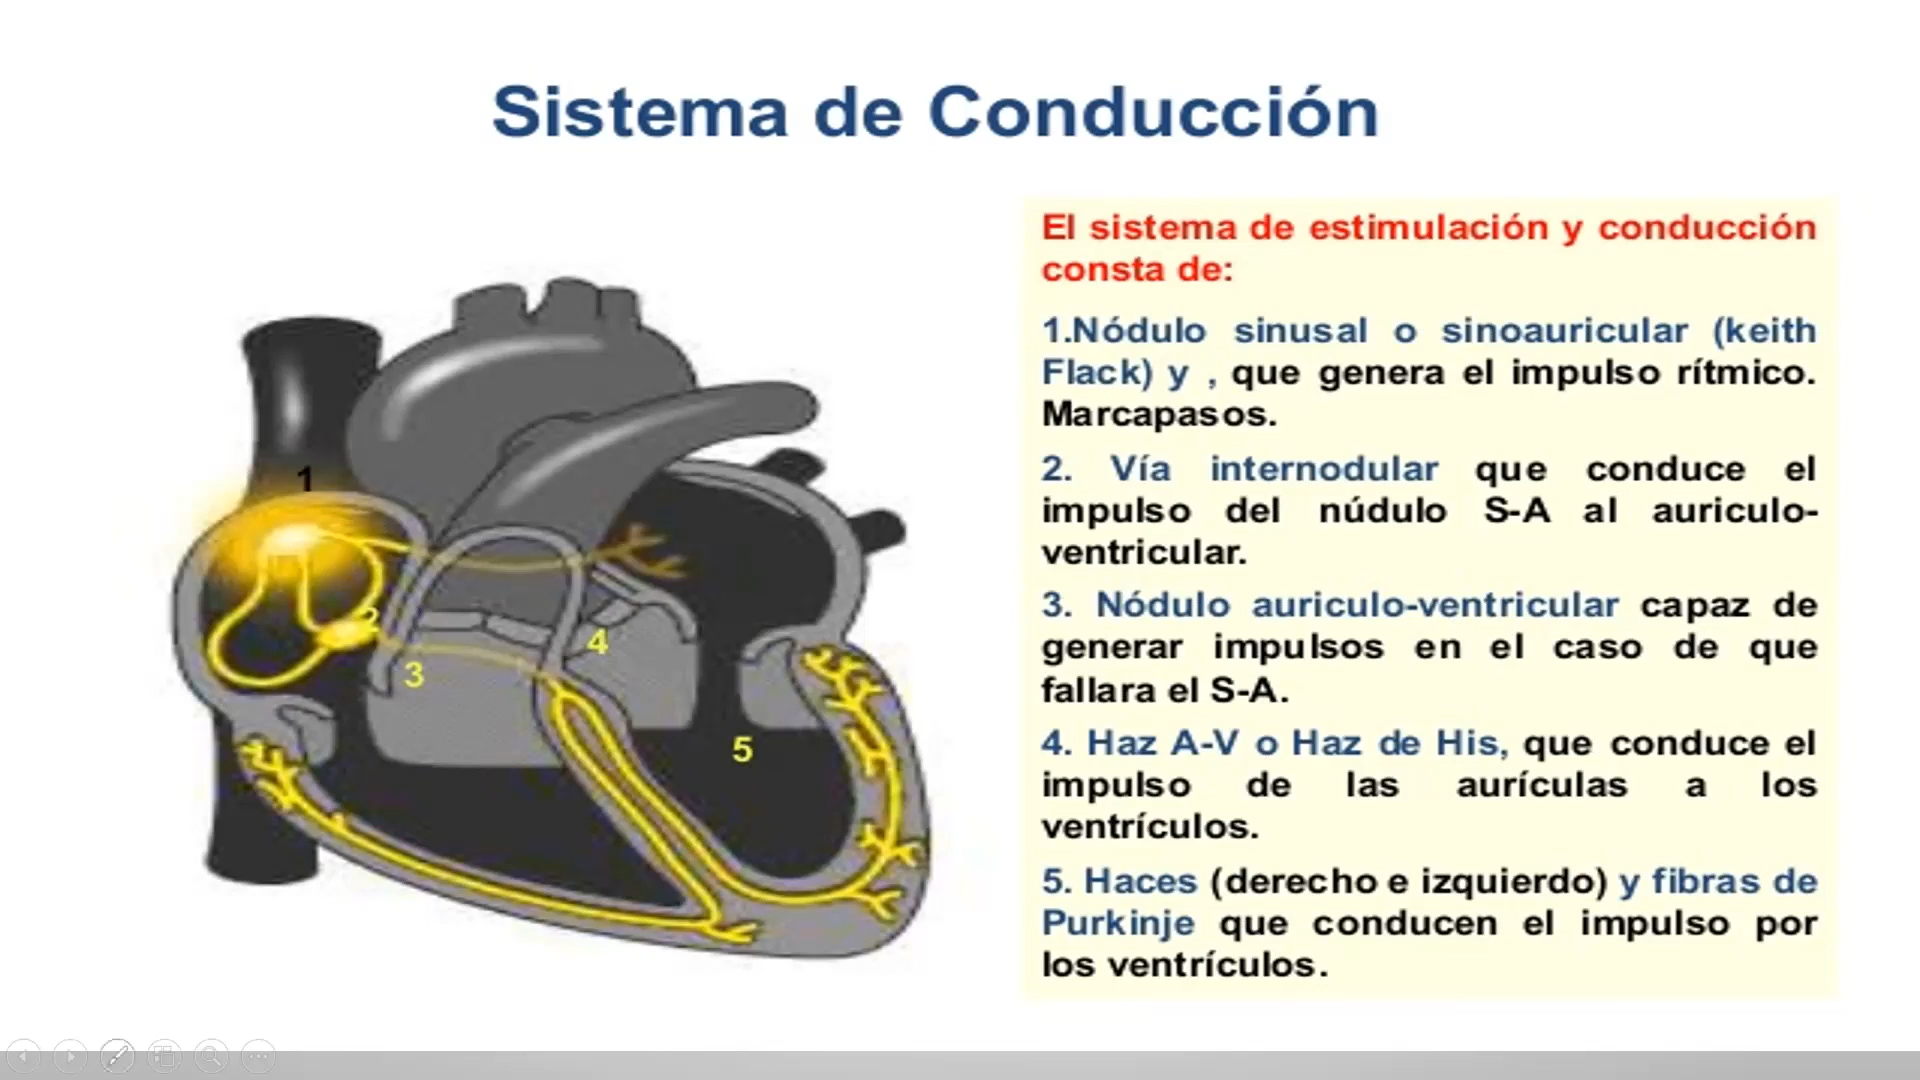 Sistema de Conducción
El sistema de estimulación y conducción
consta de:
1.Nódulo sinusal o sinoauricular (keith
Flack) y , que genera el impulso rítmico.
Marcapasos.
2. Vía internodular que conduce el
impulso del núdulo S-A al auriculo-
ventricular.
3. Nódulo auriculo-ventricular capaz de
generar impulsos en el caso de que
fallara el S-A.
4. Haz A-V o Haz de His, que conduce el
impulso de las aurículas a los
ventrículos.
5. Haces (derecho e izquierdo) y fibras de
Purkinje que conducen el impulso por
los ventrículos.
1
2
3
4
5